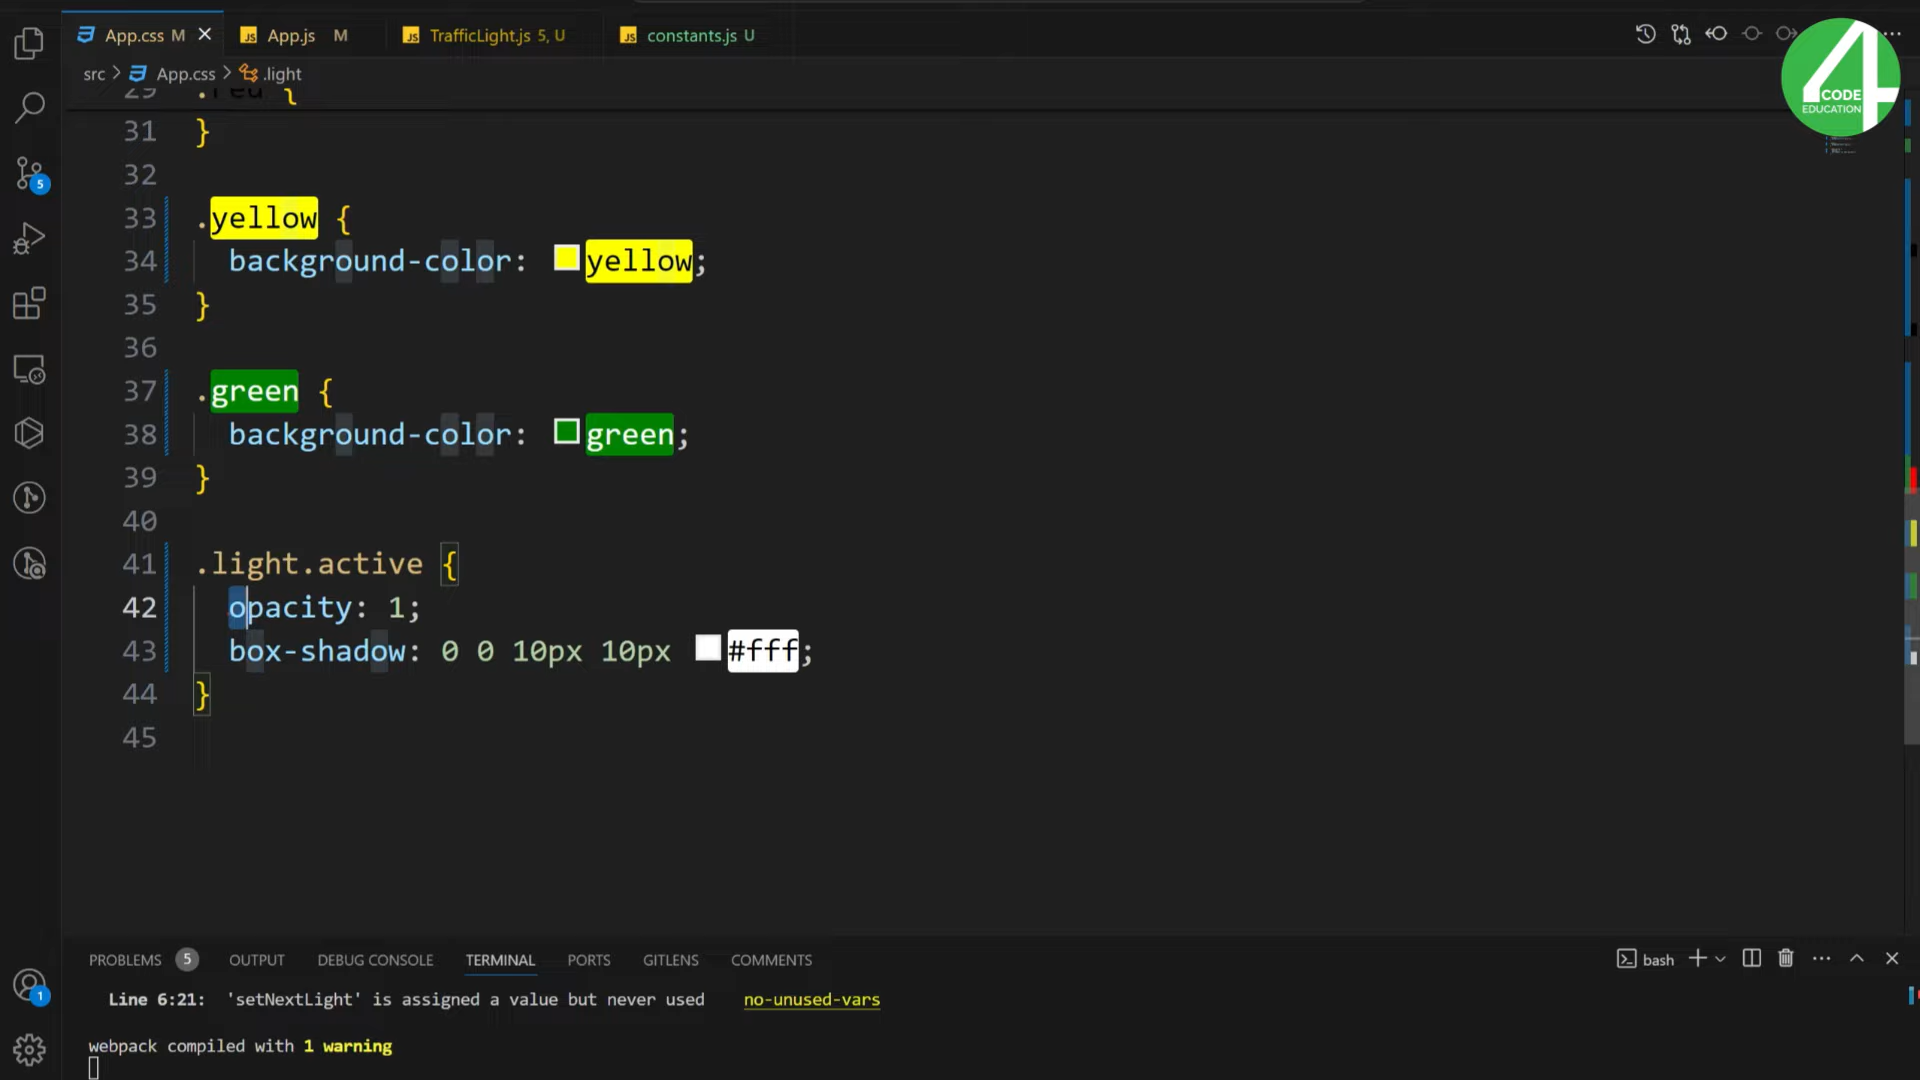 App.css M
App.js M
TrafficLight.js 5, U
constants.js U
4
CODE
EDUCATION
src > App.css > .light
29 .red {
31 }
32
33 .yellow {
34 background-color: yellow;
35 }
36
37 .green {
38 background-color: green;
39 }
40
41 .light.active {
42 opacity: 1;
43 box-shadow: 0 0 10px 10px #fff;
44 }
45
5
1
PROBLEMS 5 OUTPUT DEBUG CONSOLE TERMINAL PORTS GITLENS COMMENTS
bash
Line 6:21: 'setNextLight' is assigned a value but never used no-unused-vars
webpack compiled with 1 warning